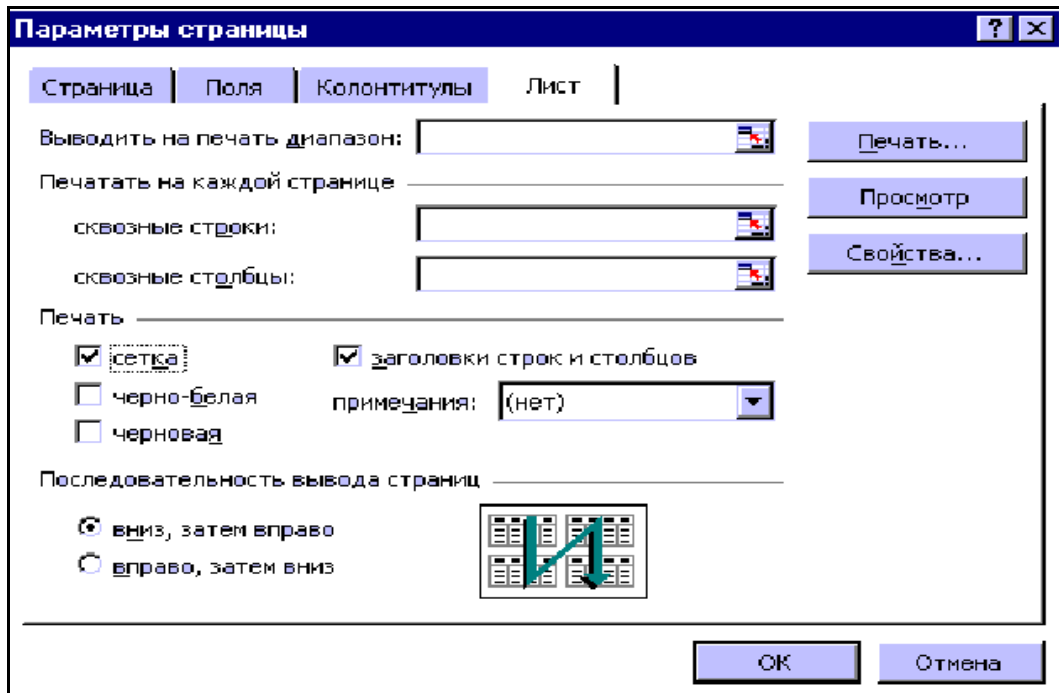 Параметры страницы
Страница Поля Колонтитулы Лист
Выводить на печать диапазон:
Печать...
Печатать на каждой странице
Просмотр
сквозные строки:
Свойства...
сквозные столбцы:
Печать
сетка заголовки строк и столбцов
черно-белая примечания: (нет)
черновая
Последовательность вывода страниц
вниз, затем вправо
вправо, затем вниз
ОК Отмена